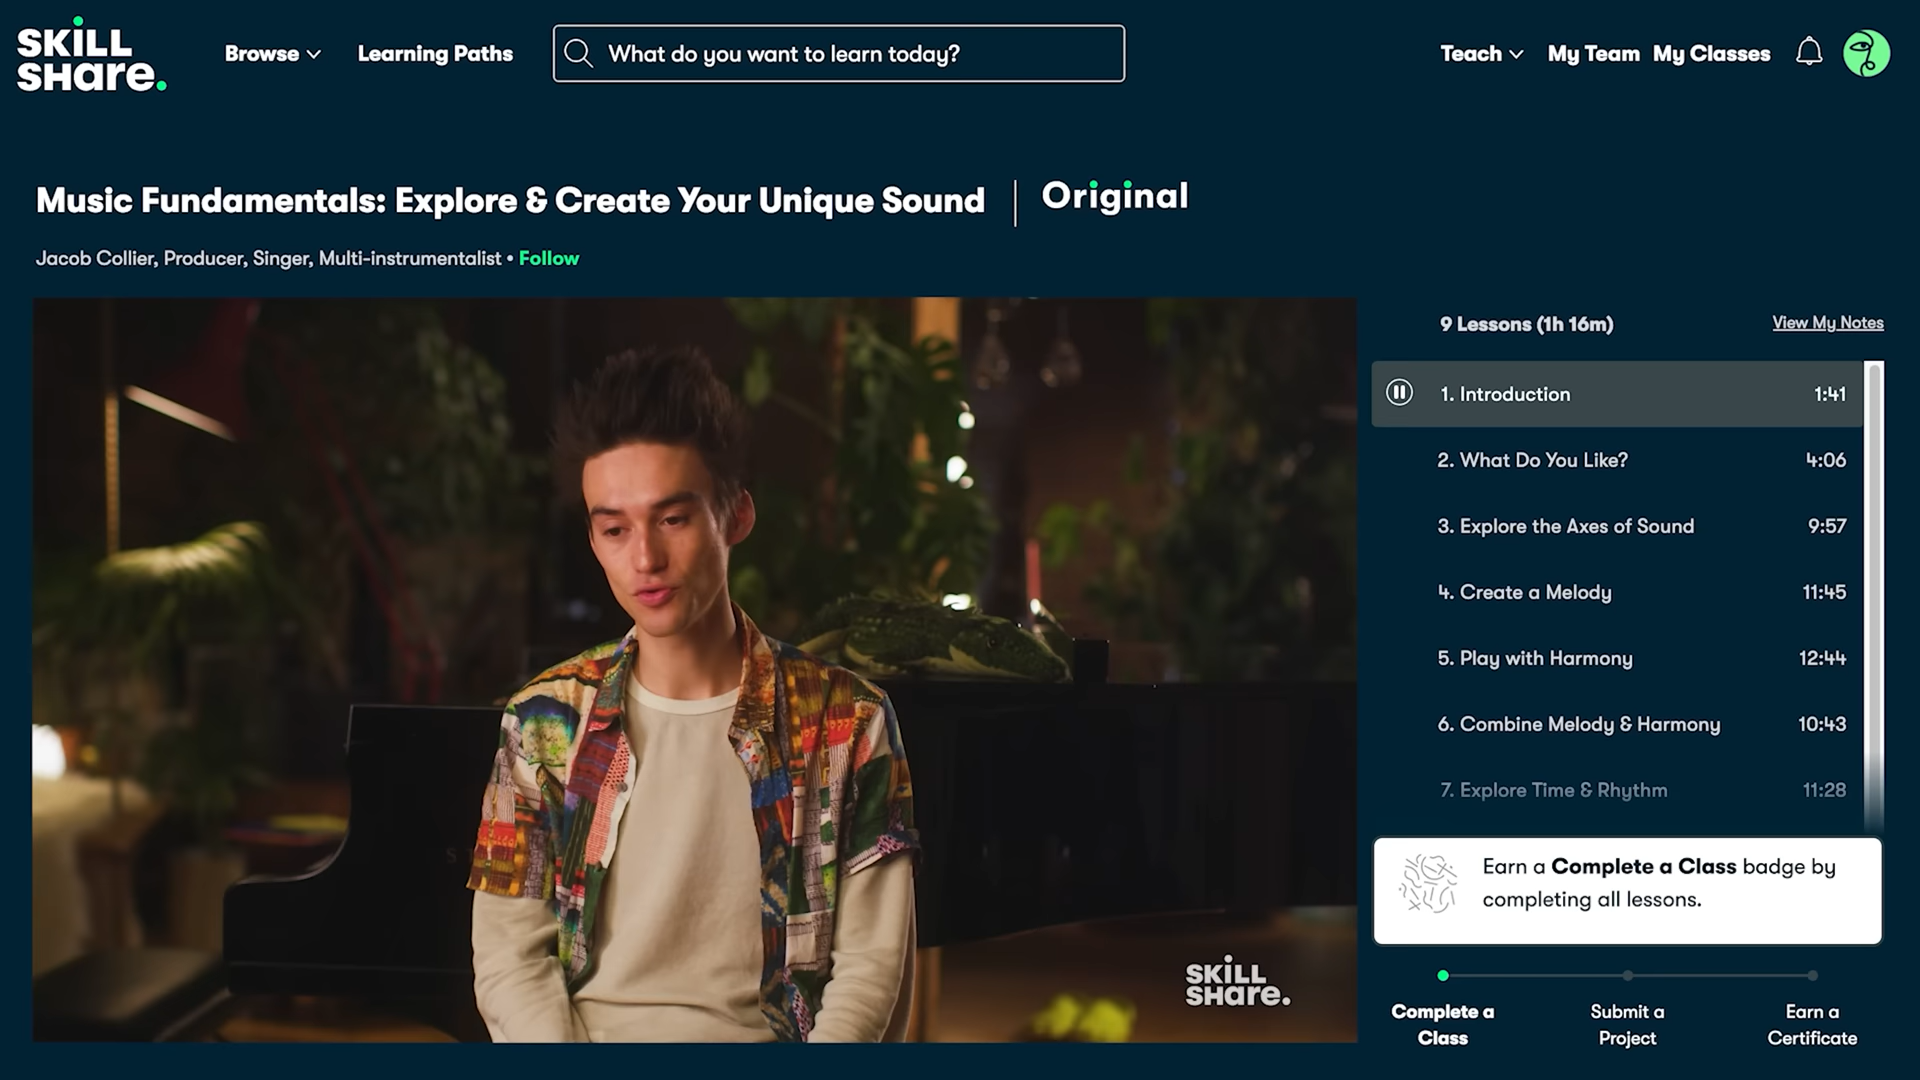 SKILL
SHare.
Browse
Learning Paths
What do you want to learn today?
Teach
My Team
My Classes
Music Fundamentals: Explore & Create Your Unique Sound
Original
Jacob Collier, Producer, Singer, Multi-instrumentalist • Follow
9 Lessons (1h 16m)
View My Notes
1. Introduction 1:41
2. What Do You Like? 4:06
3. Explore the Axes of Sound 9:57
4. Create a Melody 11:45
5. Play with Harmony 12:44
6. Combine Melody & Harmony 10:43
7. Explore Time & Rhythm 11:28
SKILL
SHare.
Earn a Complete a Class badge by
completing all lessons.
Complete a
Class
Submit a
Project
Earn a
Certificate